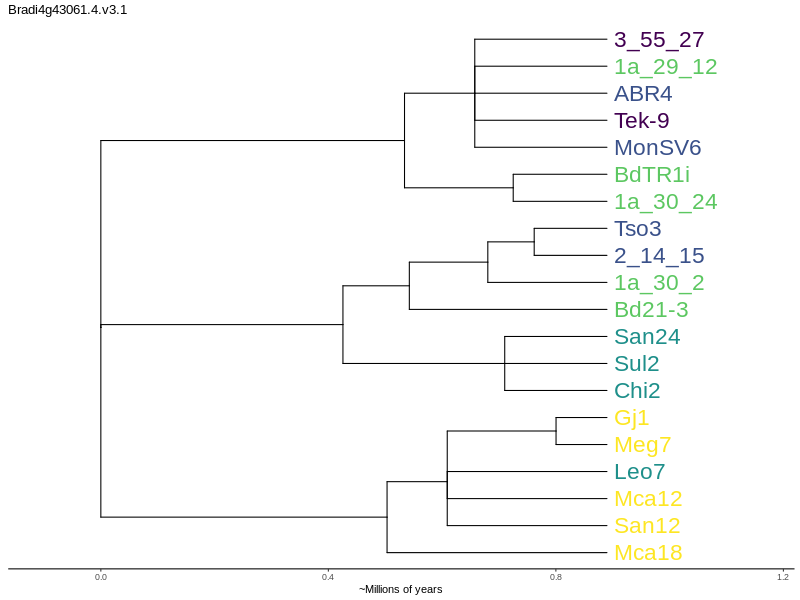 Bradi4g43061.4.v3.1
3_55_27
1a_29_12
ABR4
Tek-9
MonSV6
BdTR1i
1a_30_24
Tso3
2_14_15
1a_30_2
Bd21-3
San24
Sul2
Chi2
Gj1
Meg7
Leo7
Mca12
San12
Mca18
0.0 0.4 0.8 1.2
~Millions of years